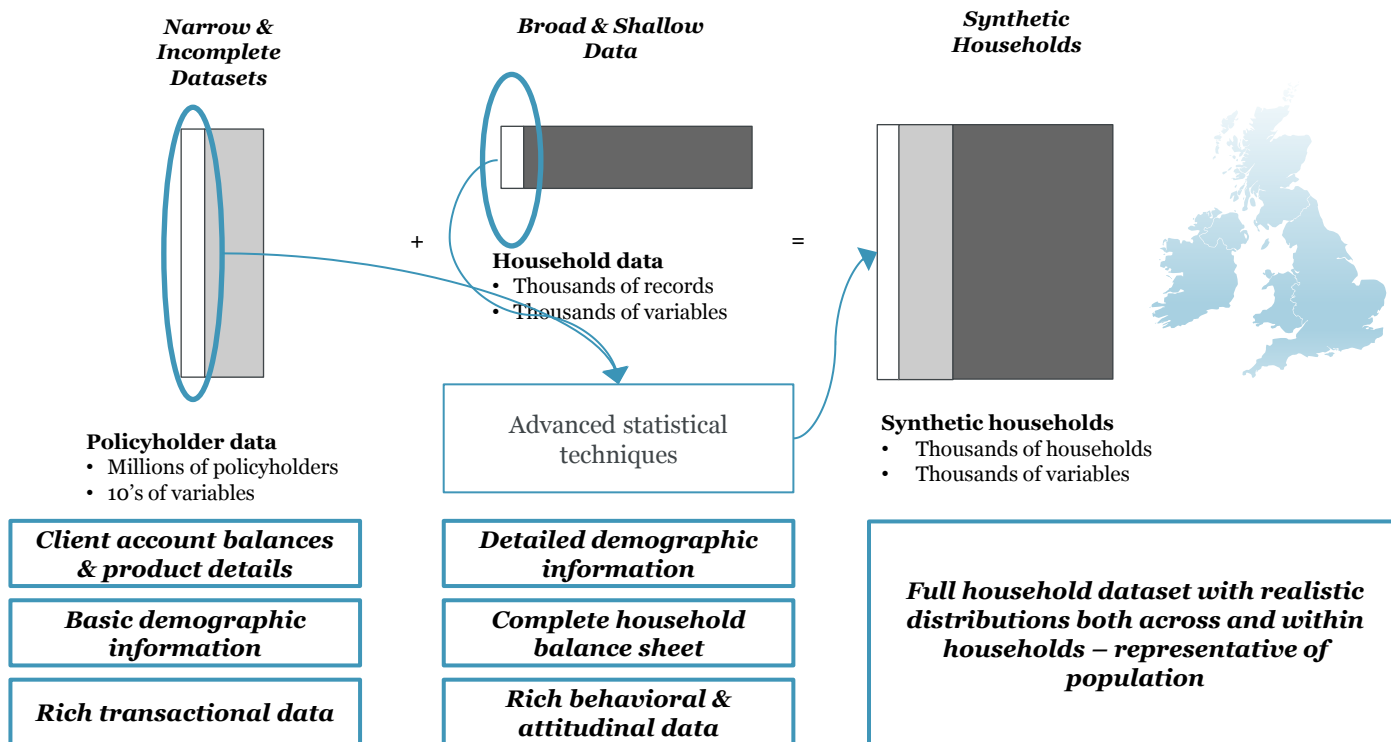 Narrow &
Incomplete
Datasets
Broad & Shallow
Data
Synthetic
Households
+
=
Household data
• Thousands of records
• Thousands of variables
Advanced statistical
techniques
Policyholder data
• Millions of policyholders
• 10's of variables
Synthetic households
• Thousands of households
• Thousands of variables
Client account balances
& product details
Basic demographic
information
Rich transactional data
Detailed demographic
information
Complete household
balance sheet
Rich behavioral &
attitudinal data
Full household dataset with realistic
distributions both across and within
households – representative of
population